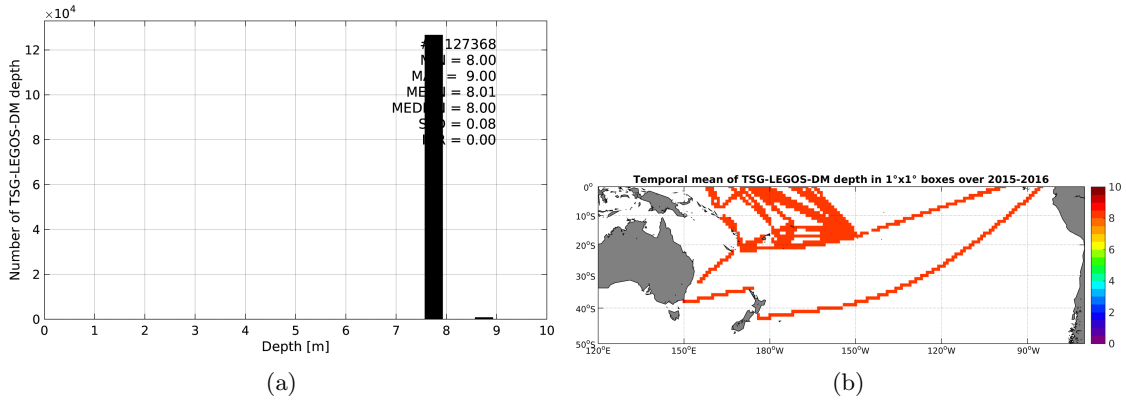 ×10⁴
12
10
8
6
4
2
0
Number of TSG-LEGOS-DM depth
127368
= 8.00
= 9.00
= 8.01
= 8.00
= 0.08
= 0.00
0 1 2 3 4 5 6 7 8 9 10
Depth [m]
(a)
Temporal mean of TSG-LEGOS-DM depth in 1°x1° boxes over 2015-2016
0°
10°S
20°S
30°S
40°S
50°S
120°E 150°E 180°W 150°W 120°W 90°W
10
8
6
4
2
0
(b)